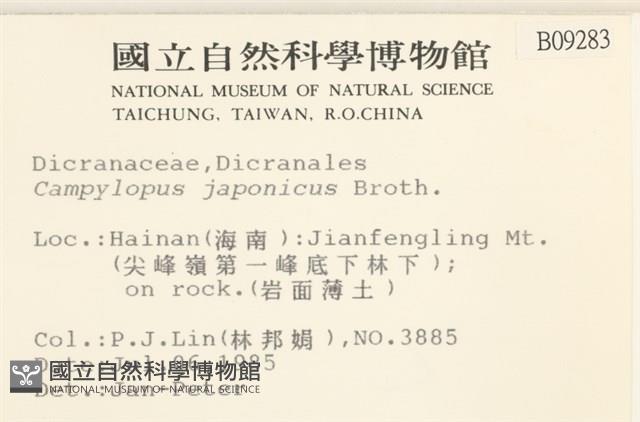 B09283
國立自然科學博物館
NATIONAL MUSEUM OF NATURAL SCIENCE
TAICHUNG, TAIWAN, R.O.CHINA
Dicranaceae,Dicranales
Campylopus japonicus Broth.
Loc.:Hainan(海南):Jianfengling Mt.
(尖峰嶺第一峰底下林下);
on rock.(岩面薄土)
Col.:P.J.Lin(林邦娟),NO.3885
1985
國立自然科學博物館
NATIONAL MUSEUM OF NATURAL SCIENCE